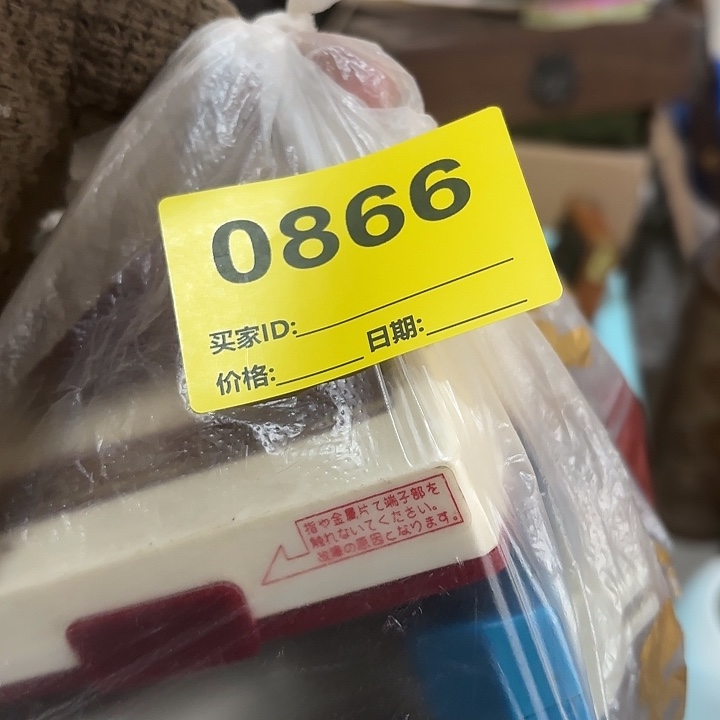 0866
买家ID:
日期:
价格:
指や金属片で端子部を
触れないてください。
故障の原因となります。